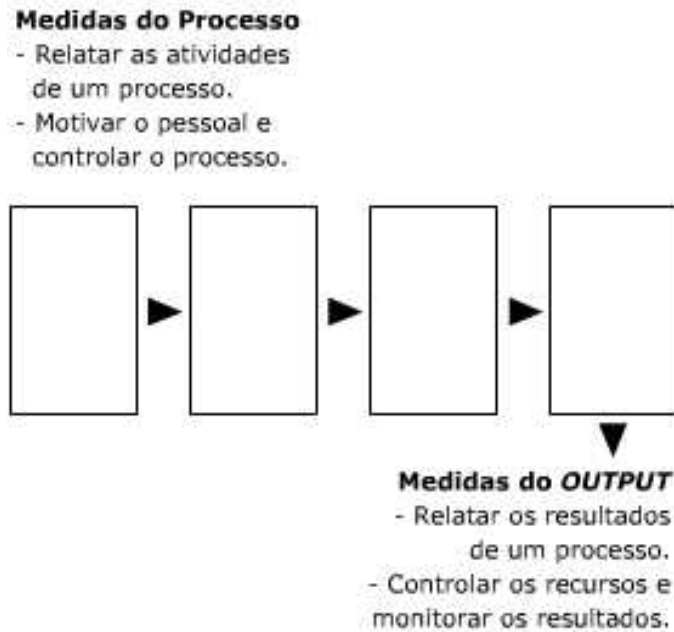 Medidas do Processo
- Relatar as atividades
de um processo.
- Motivar o pessoal e
controlar o processo.
Medidas do OUTPUT
- Relatar os resultados
de um processo.
- Controlar os recursos e
monitorar os resultados.